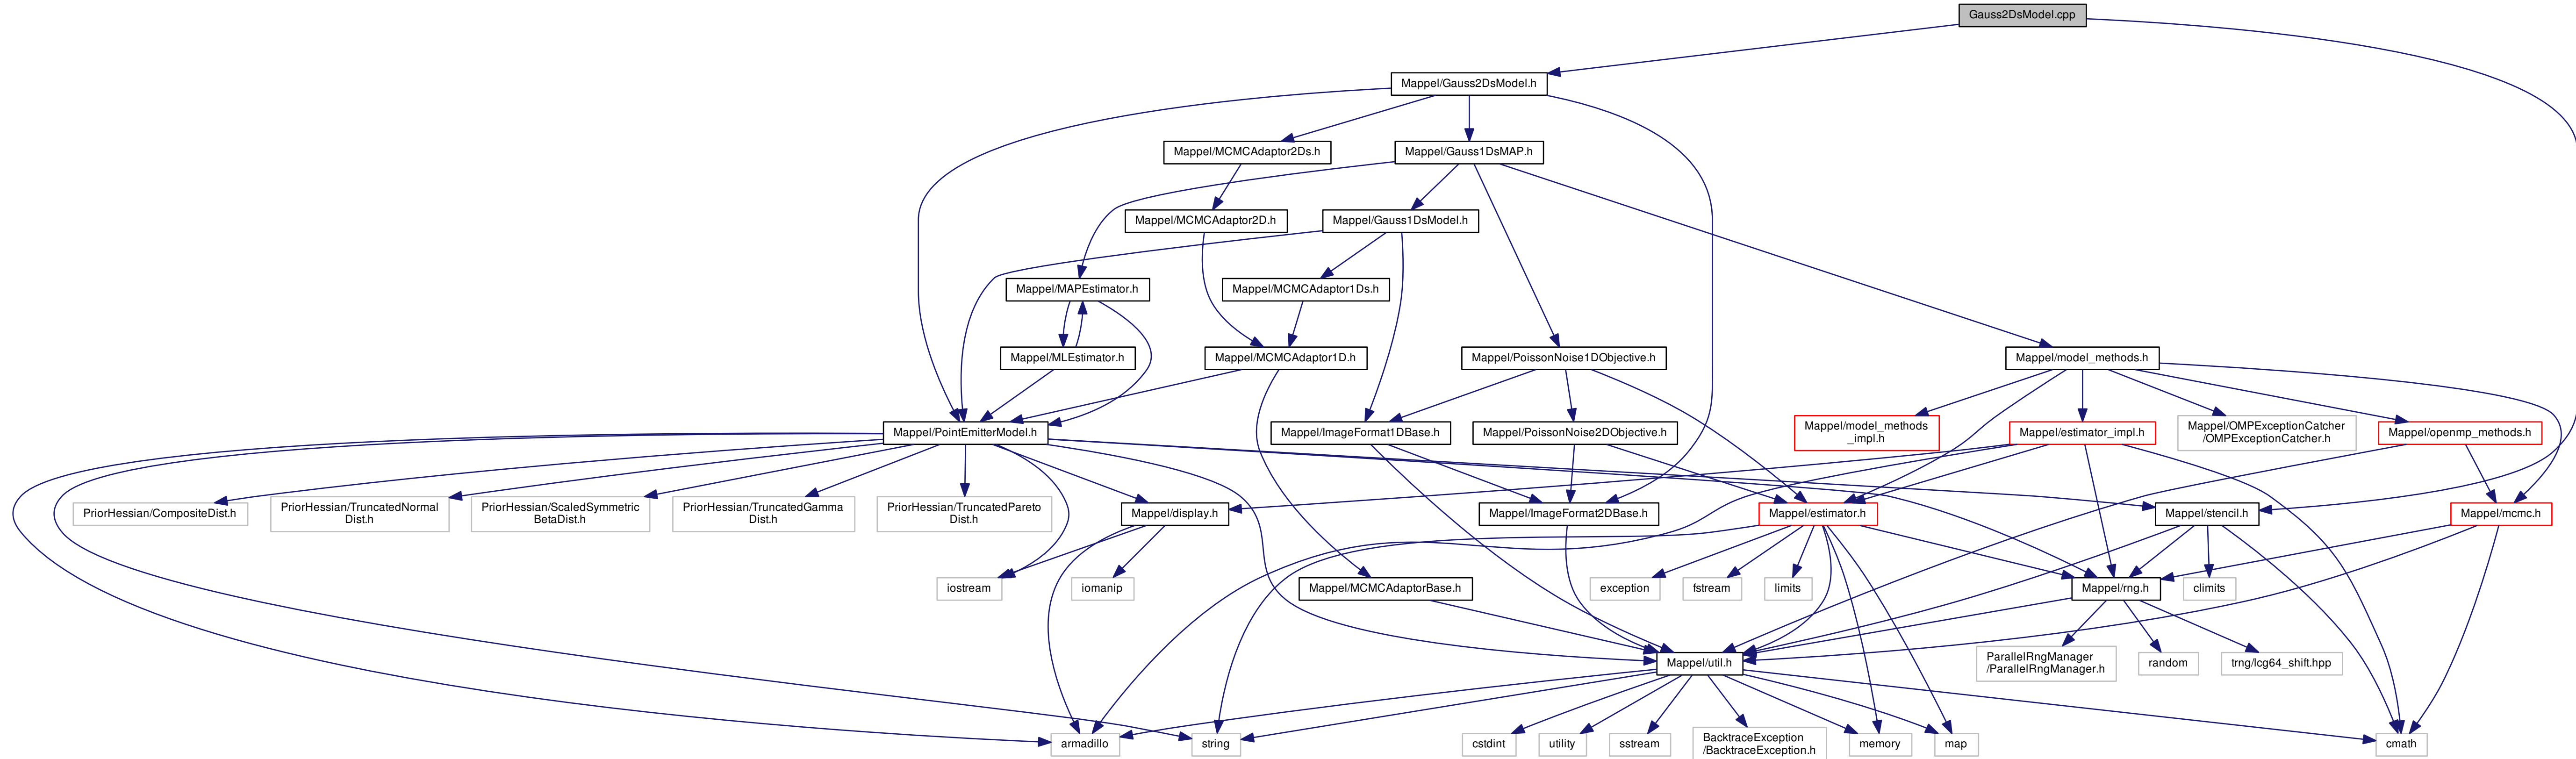 Gauss2DsModel.cpp
Mappel/Gauss2DsModel.h
Mappel/MCMCAdaptor2Ds.h
Mappel/Gauss1DsMAP.h
Mappel/MCMCAdaptor2D.h
Mappel/Gauss1DsModel.h
Mappel/MAPEstimator.h
Mappel/MCMCAdaptor1Ds.h
Mappel/MLEstimator.h
Mappel/MCMCAdaptor1D.h
Mappel/PoissonNoise1DObjective.h
Mappel/model_methods.h
Mappel/PointEmitterModel.h
Mappel/ImageFormat1DBase.h
Mappel/PoissonNoise2DObjective.h
Mappel/model_methods
_impl.h
Mappel/estimator_impl.h
Mappel/OMPExceptionCatcher
/OMPExceptionCatcher.h
Mappel/openmp_methods.h
PriorHessian/CompositeDist.h
PriorHessian/TruncatedNormal
Dist.h
PriorHessian/ScaledSymmetric
BetaDist.h
PriorHessian/TruncatedGamma
Dist.h
PriorHessian/TruncatedPareto
Dist.h
Mappel/display.h
Mappel/ImageFormat2DBase.h
Mappel/estimator.h
Mappel/stencil.h
Mappel/mcmc.h
iostream
iomanip
Mappel/MCMCAdaptorBase.h
exception
fstream
limits
Mappel/rng.h
climits
Mappel/util.h
ParallelRngManager
/ParallelRngManager.h
random
trng/lcg64_shift.hpp
armadillo
string
cstdint
utility
sstream
BacktraceException
/BacktraceException.h
memory
map
cmath